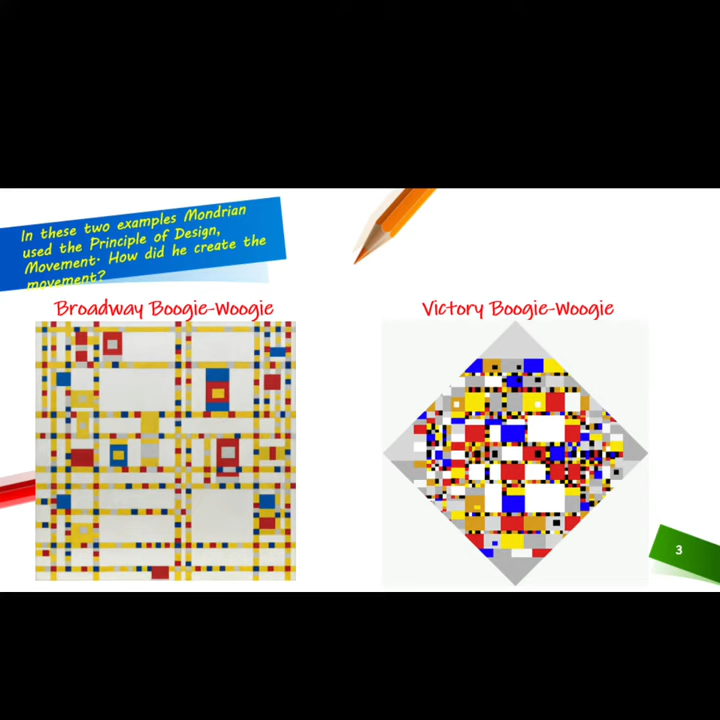 In these two examples Mondrian
used the Principle of Design,
Movement. How did he create the
movement?
Broadway Boogie-Woogie
Victory Boogie-Woogie
3